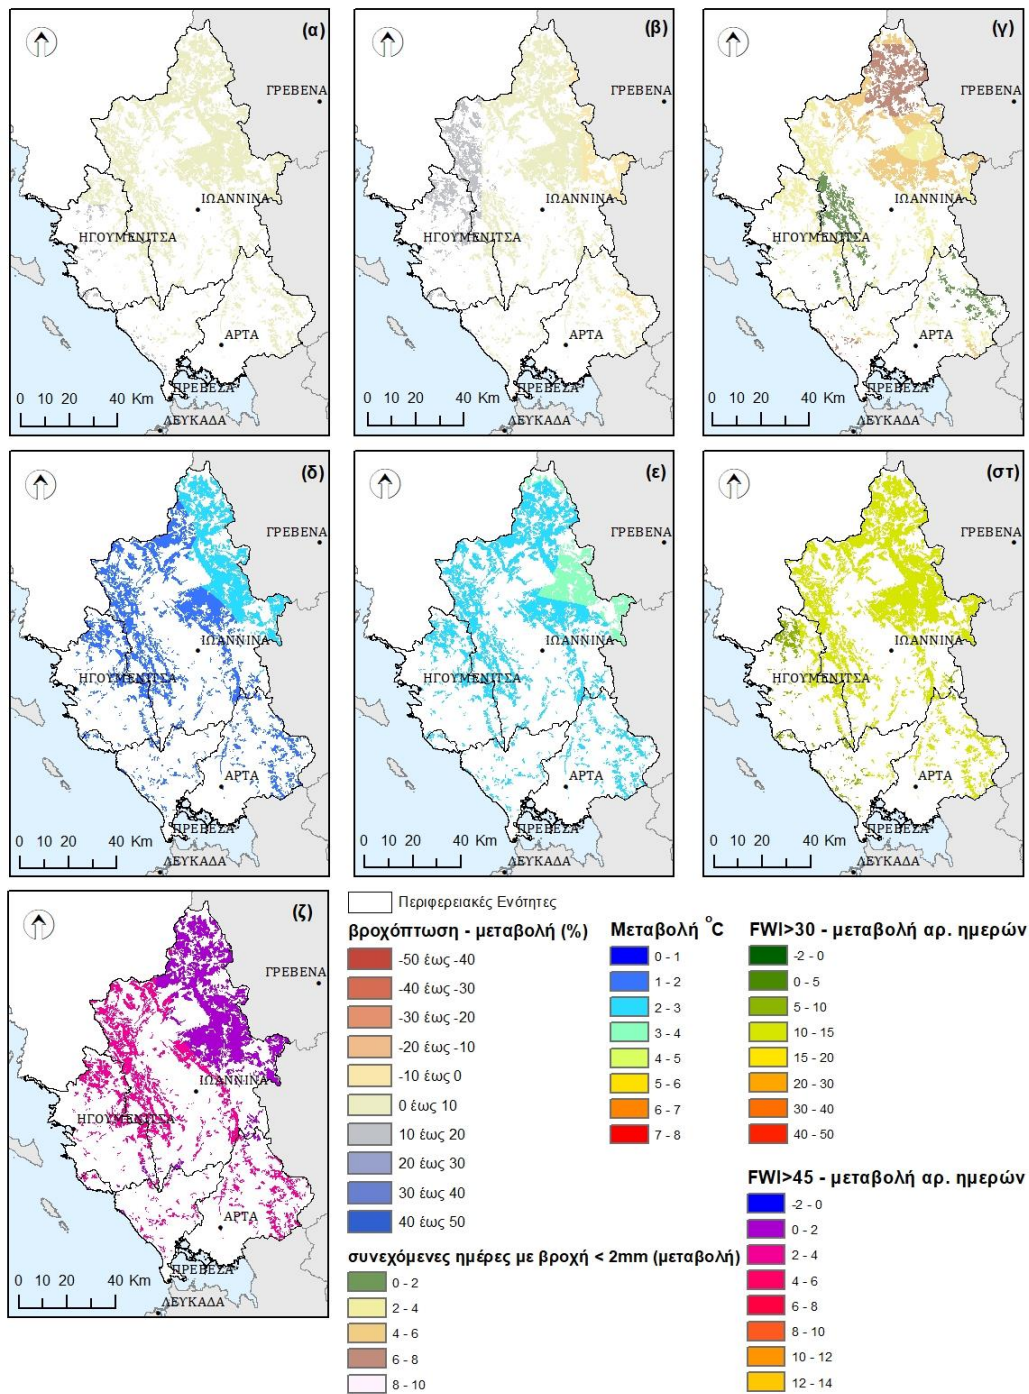 (α)
ΓΡΕΒΕΝΑ
ΙΩΑΝΝΙΝΑ
ΗΓΟΥΜΕΝΙΤΣΑ
ΑΡΤΑ
ΠΡΕΒΕΖΑ
0 10 20 40 Km
ΛΕΥΚΑΔΑ
(β)
ΓΡΕΒΕΝΑ
ΙΩΑΝΝΙΝΑ
ΗΓΟΥΜΕΝΙΤΣΑ
ΑΡΤΑ
ΠΡΕΒΕΖΑ
0 10 20 40 Km
ΛΕΥΚΑΔΑ
(γ)
ΓΡΕΒΕΝΑ
ΙΩΑΝΝΙΝΑ
ΗΓΟΥΜΕΝΙΤΣΑ
ΑΡΤΑ
ΠΡΕΒΕΖΑ
0 10 20 40 Km
ΛΕΥΚΑΔΑ
(δ)
ΓΡΕΒΕΝΑ
ΙΩΑΝΝΙΝΑ
ΗΓΟΥΜΕΝΙΤΣΑ
ΑΡΤΑ
ΠΡΕΒΕΖΑ
0 10 20 40 Km
ΛΕΥΚΑΔΑ
(ε)
ΓΡΕΒΕΝΑ
ΙΩΑΝΝΙΝΑ
ΗΓΟΥΜΕΝΙΤΣΑ
ΑΡΤΑ
ΠΡΕΒΕΖΑ
0 10 20 40 Km
ΛΕΥΚΑΔΑ
(στ)
ΓΡΕΒΕΝΑ
ΙΩΑΝΝΙΝΑ
ΗΓΟΥΜΕΝΙΤΣΑ
ΑΡΤΑ
ΠΡΕΒΕΖΑ
0 10 20 40 Km
ΛΕΥΚΑΔΑ
(ζ)
ΓΡΕΒΕΝΑ
ΙΩΑΝΝΙΝΑ
ΗΓΟΥΜΕΝΙΤΣΑ
ΑΡΤΑ
ΠΡΕΒΕΖΑ
0 10 20 40 Km
ΛΕΥΚΑΔΑ
Περιφερειακές Ενότητες
βροχόπτωση - μεταβολή (%)
-50 έως -40
-40 έως -30
-30 έως -20
-20 έως -10
-10 έως 0
0 έως 10
10 έως 20
20 έως 30
30 έως 40
40 έως 50
συνεχόμενες ημέρες με βροχή < 2mm (μεταβολή)
0 - 2
2 - 4
4 - 6
6 - 8
8 - 10
Μεταβολή °C
0 - 1
1 - 2
2 - 3
3 - 4
4 - 5
5 - 6
6 - 7
7 - 8
FWI>30 - μεταβολή αρ. ημερών
-2 - 0
0 - 5
5 - 10
10 - 15
15 - 20
20 - 30
30 - 40
40 - 50
FWI>45 - μεταβολή αρ. ημερών
-2 - 0
0 - 2
2 - 4
4 - 6
6 - 8
8 - 10
10 - 12
12 - 14